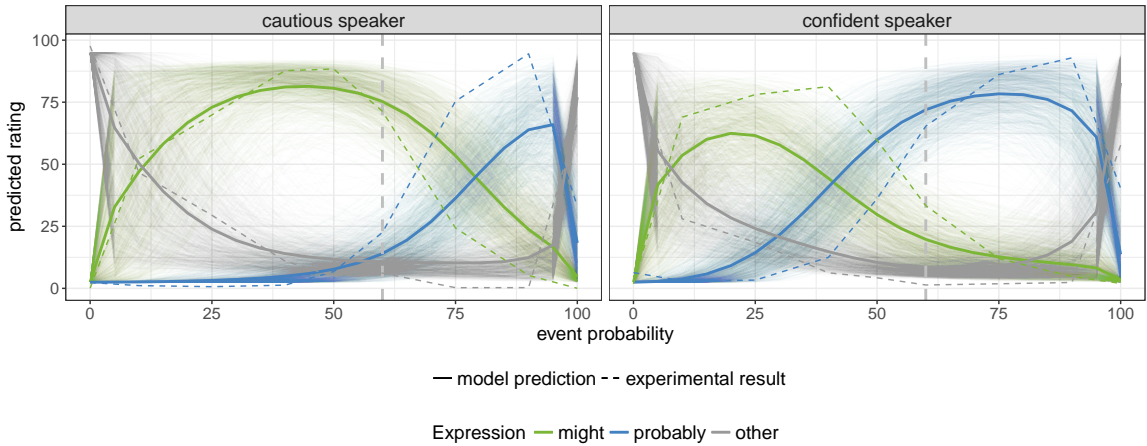 cautious speaker confident speaker
100
75
50
25
0
0 25 50 75 100 0 25 50 75 100
predicted rating
event probability
model prediction experimental result
Expression might probably other